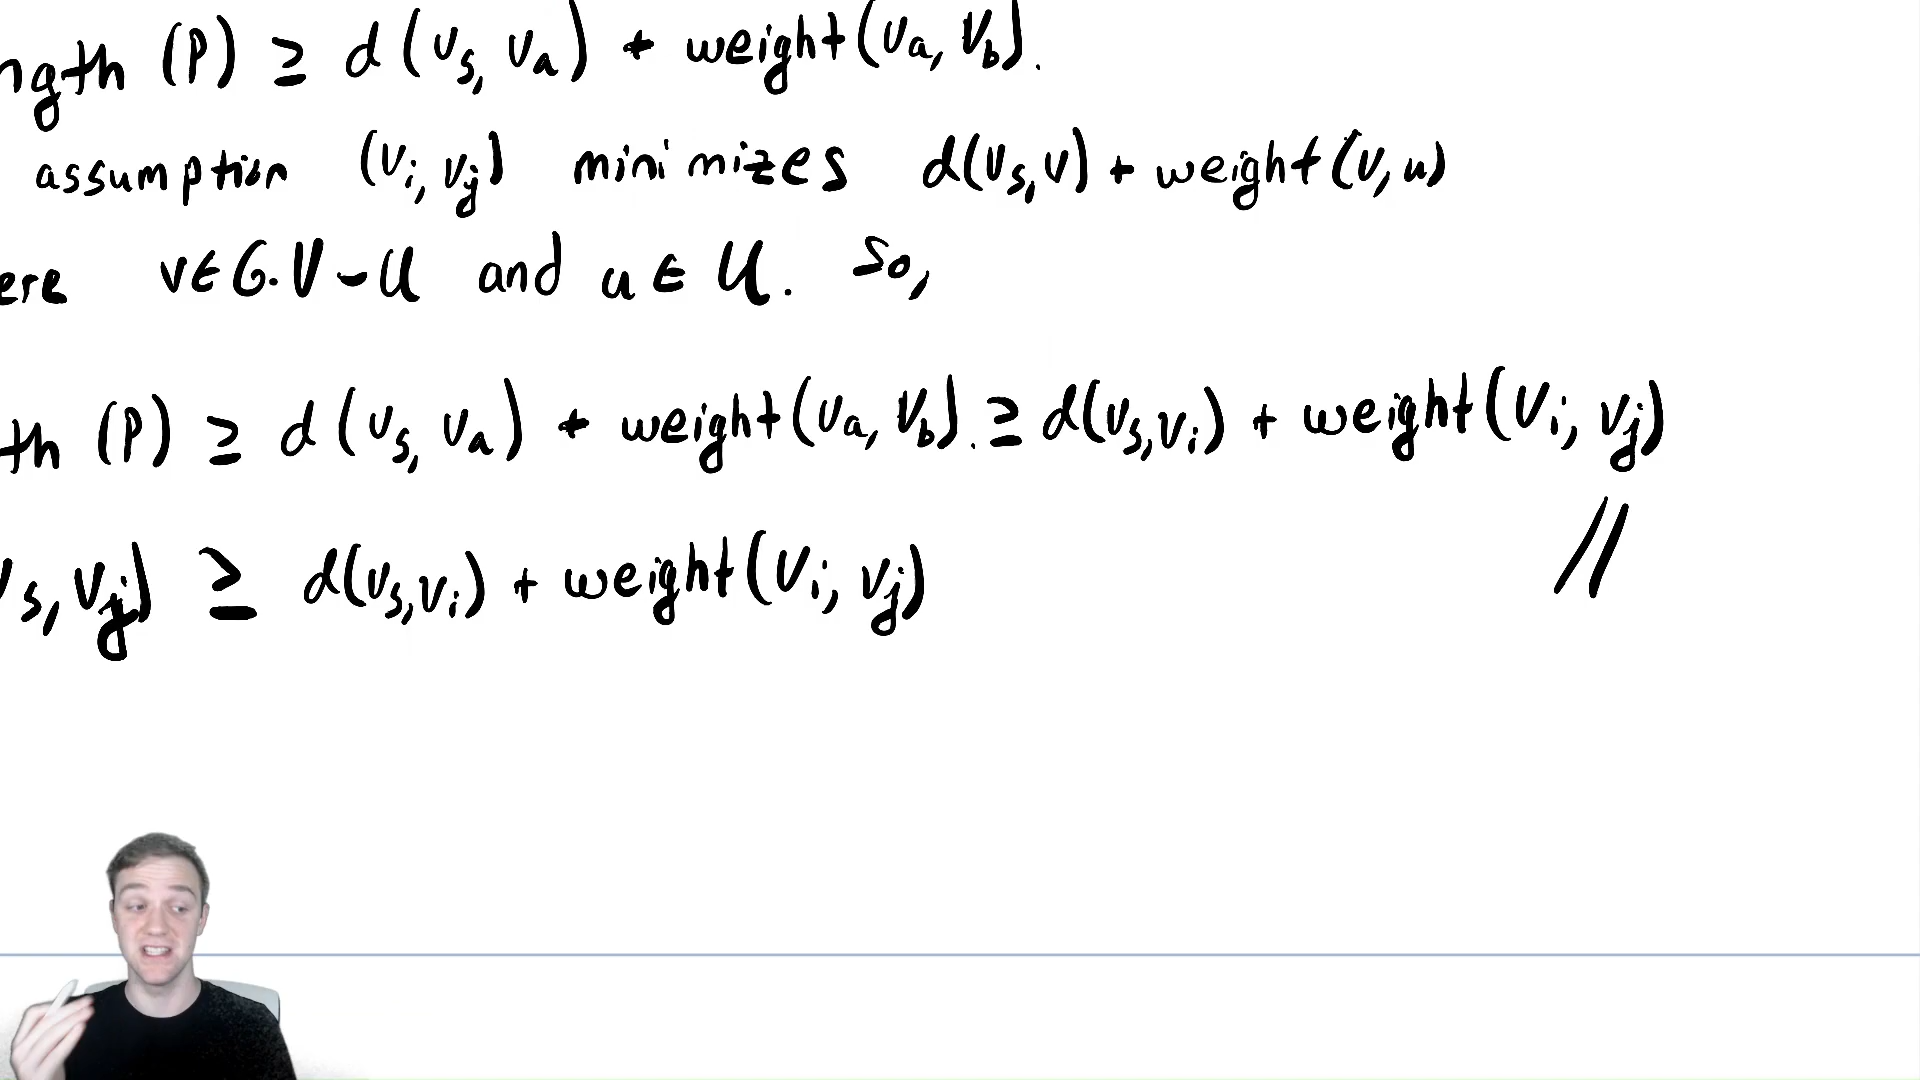 ngth (P) ≥ d(vs, va) + weight(va, vb).
assumption (vi, vj) minimizes d(vs, v) + weight(v, u)
ere v ∈ G.V - U and u ∈ U. So,
th (P) ≥ d(vs, va) + weight(va, vb). ≥ d(vs, vi) + weight(vi, vj)
vs, vj) ≥ d(vs, vi) + weight(vi, vj) //